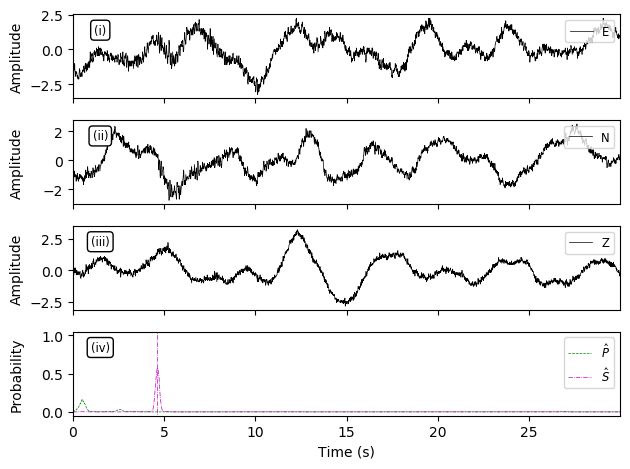 2.5
0.0
−2.5
Amplitude
(i)
E
2
0
−2
Amplitude
(ii)
N
2.5
0.0
−2.5
Amplitude
(iii)
Z
1.0
0.5
0.0
Probability
(iv)
P̂
Ŝ
0 5 10 15 20 25
Time (s)